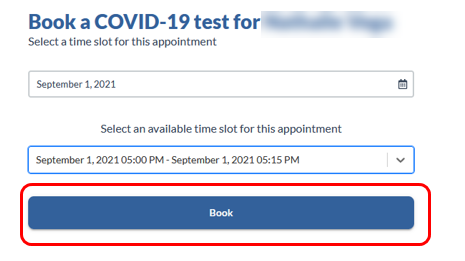 Book a COVID-19 test for
Select a time slot for this appointment
September 1, 2021
Select an available time slot for this appointment
September 1, 2021 05:00 PM - September 1, 2021 05:15 PM
Book